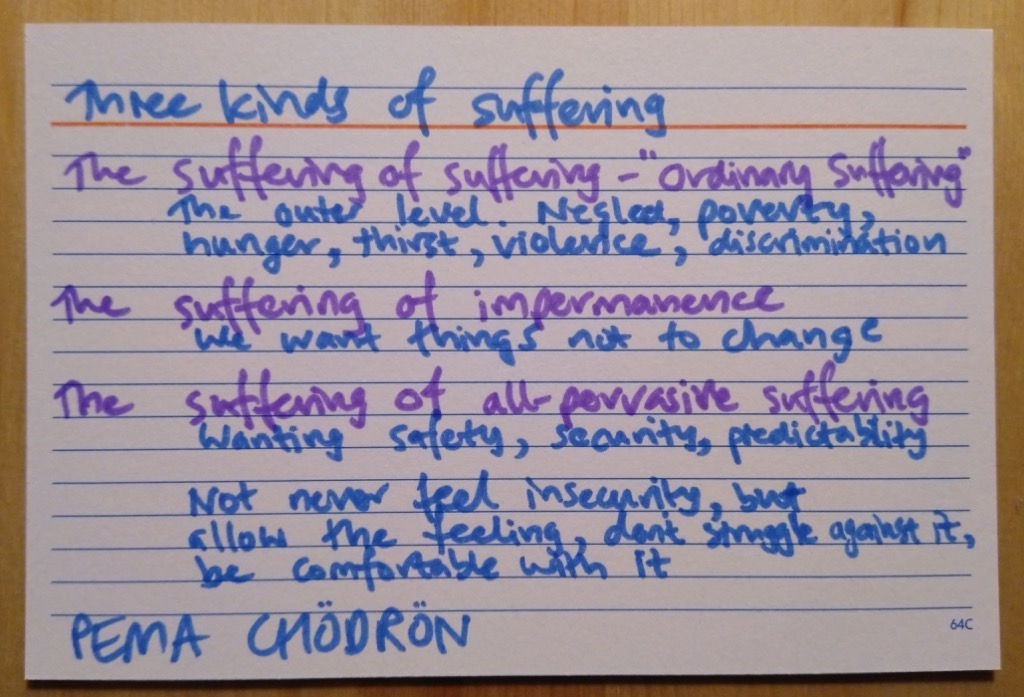 Three kinds of suffering
The suffering of suffering - "Ordinary Suffering"
The outer level. Neglect, poverty,
hunger, thirst, violence, discrimination
The suffering of impermanence
We want things not to change
The suffering of all-pervasive suffering
Wanting safety, security, predictability
Not never feel insecurity, but
allow the feeling, dont struggle against it,
be comfortable with it
PEMA CHÖDRÖN
64C